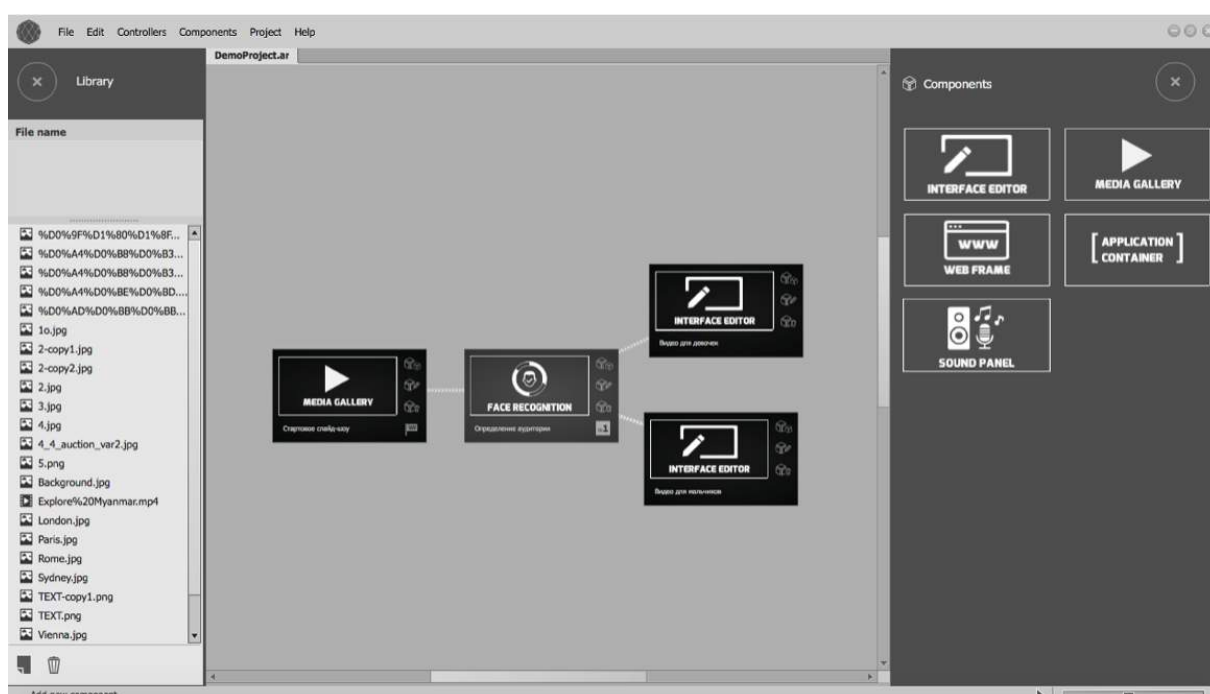 File Edit Controllers Components Project Help
DemoProject.ar
Library
File name
%D0%9F%D1%80%D1%8F...
%D0%A4%D0%B8%D0%B3...
%D0%A4%D0%B8%D0%B3...
%D0%A4%D0%BE%D0%BD....
%D0%AD%D0%BB%D0%BB...
1o.jpg
2-copy1.jpg
2-copy2.jpg
2.jpg
3.jpg
4.jpg
4_4_auction_var2.jpg
5.png
Background.jpg
Explore%20Myanmar.mp4
London.jpg
Paris.jpg
Rome.jpg
Sydney.jpg
TEXT-copy1.png
TEXT.png
Vienna.jpg
MEDIA GALLERY
Стартовое слайд-шоу
FACE RECOGNITION
Определение аудитории
1
INTERFACE EDITOR
Видео для девочек
INTERFACE EDITOR
Видео для мальчиков
Components
INTERFACE EDITOR
MEDIA GALLERY
WWW
WEB FRAME
[ APPLICATION
CONTAINER ]
SOUND PANEL
Add new component